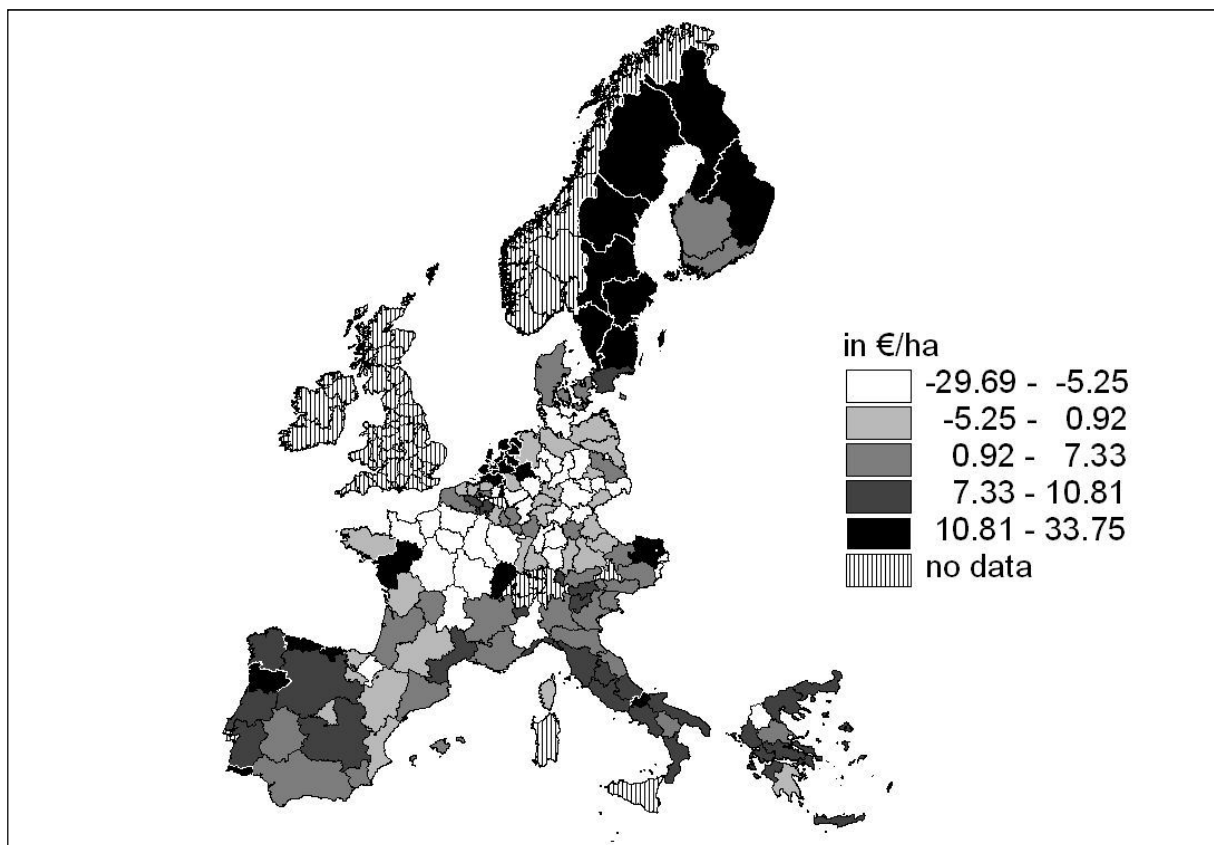 in €/ha
-29.69 - -5.25
-5.25 - 0.92
0.92 - 7.33
7.33 - 10.81
10.81 - 33.75
no data